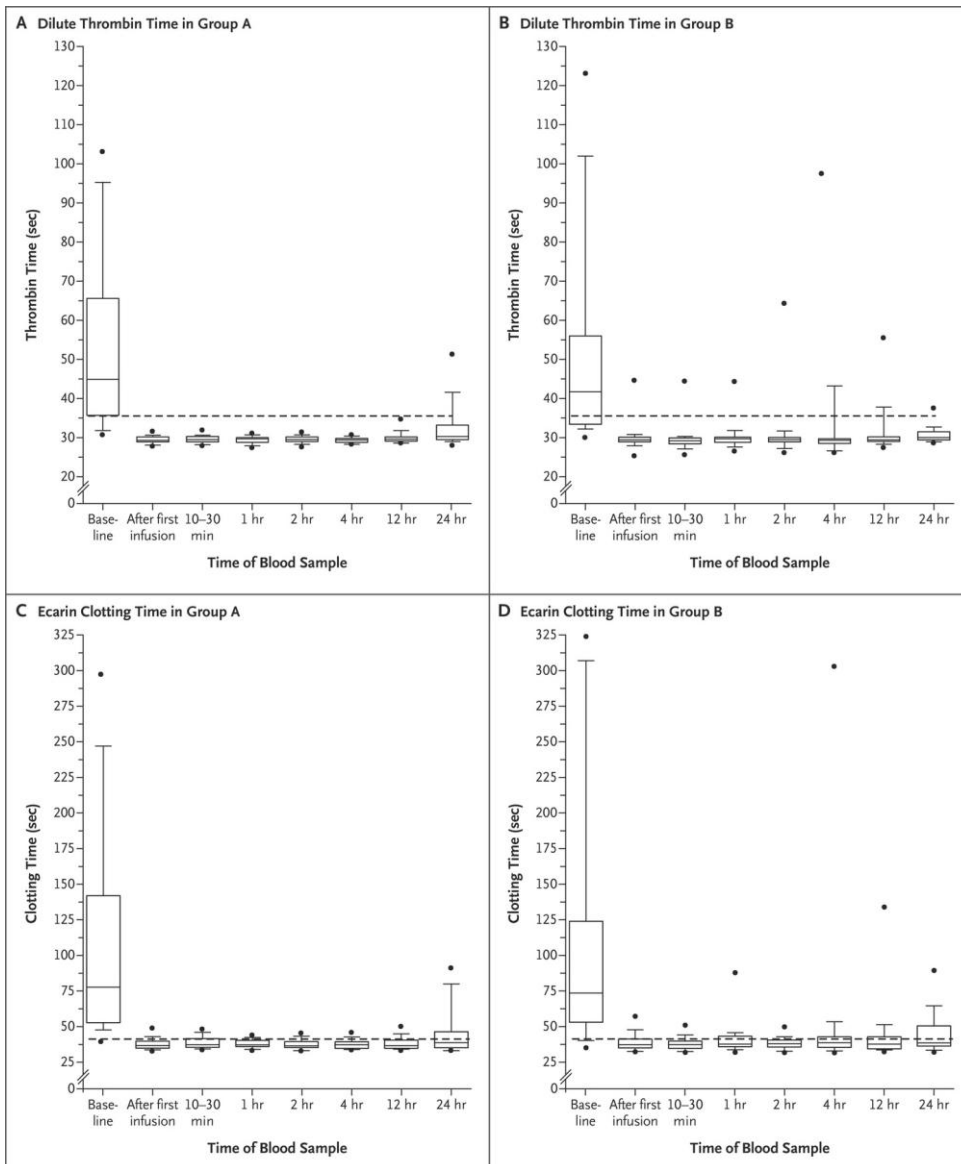 A Dilute Thrombin Time in Group A
Thrombin Time (sec)
130
120
110
100
90
80
70
60
50
40
30
20
0
Base-
line
After first
infusion
10–30
min
1 hr
2 hr
4 hr
12 hr
24 hr
Time of Blood Sample
B Dilute Thrombin Time in Group B
Thrombin Time (sec)
130
120
110
100
90
80
70
60
50
40
30
20
0
Base-
line
After first
infusion
10–30
min
1 hr
2 hr
4 hr
12 hr
24 hr
Time of Blood Sample
C Ecarin Clotting Time in Group A
Clotting Time (sec)
325
300
275
250
225
200
175
150
125
100
75
50
25
0
Base-
line
After first
infusion
10–30
min
1 hr
2 hr
4 hr
12 hr
24 hr
Time of Blood Sample
D Ecarin Clotting Time in Group B
Clotting Time (sec)
325
300
275
250
225
200
175
150
125
100
75
50
25
0
Base-
line
After first
infusion
10–30
min
1 hr
2 hr
4 hr
12 hr
24 hr
Time of Blood Sample